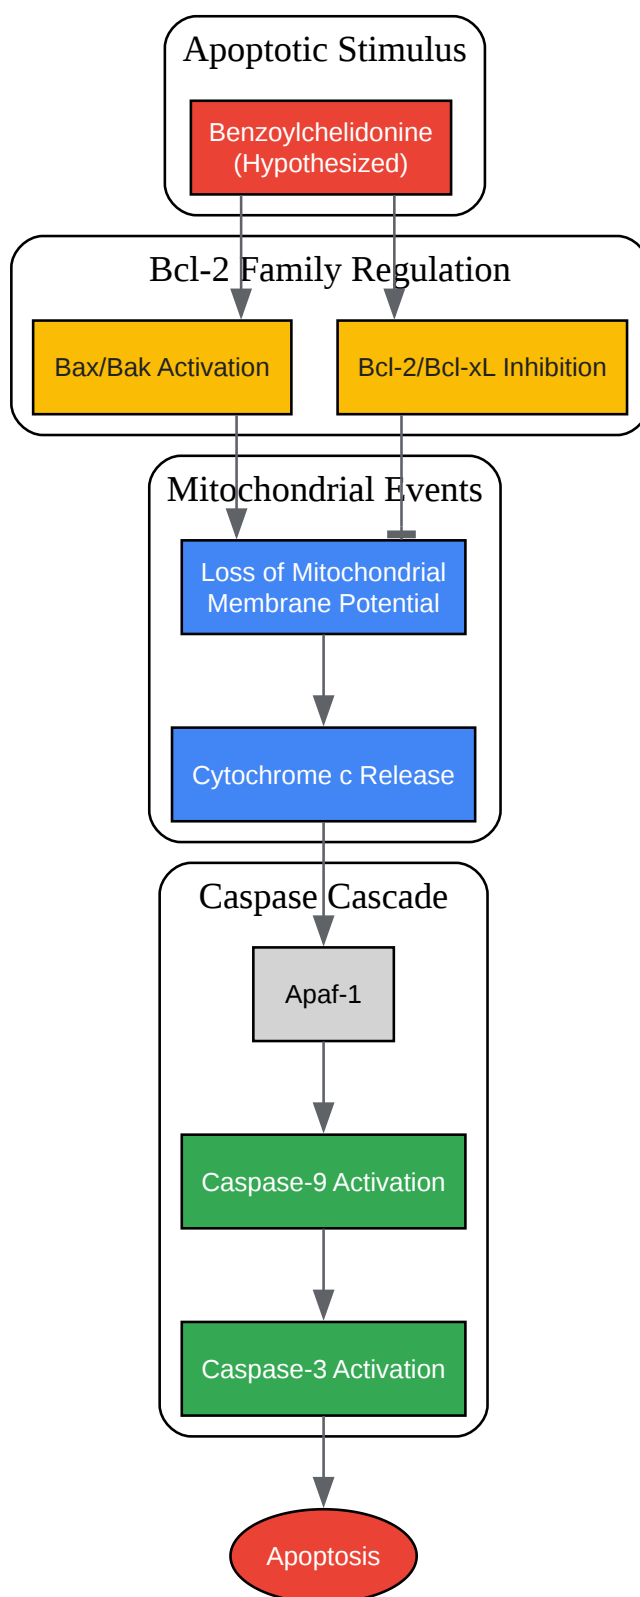 Apoptotic Stimulus
Benzoylchelidonine
(Hypothesized)
Bcl-2 Family Regulation
Bax/Bak Activation
Bcl-2/Bcl-xL Inhibition
Mitochondrial Events
Loss of Mitochondrial
Membrane Potential
Cytochrome c Release
Caspase Cascade
Apaf-1
Caspase-9 Activation
Caspase-3 Activation
Apoptosis